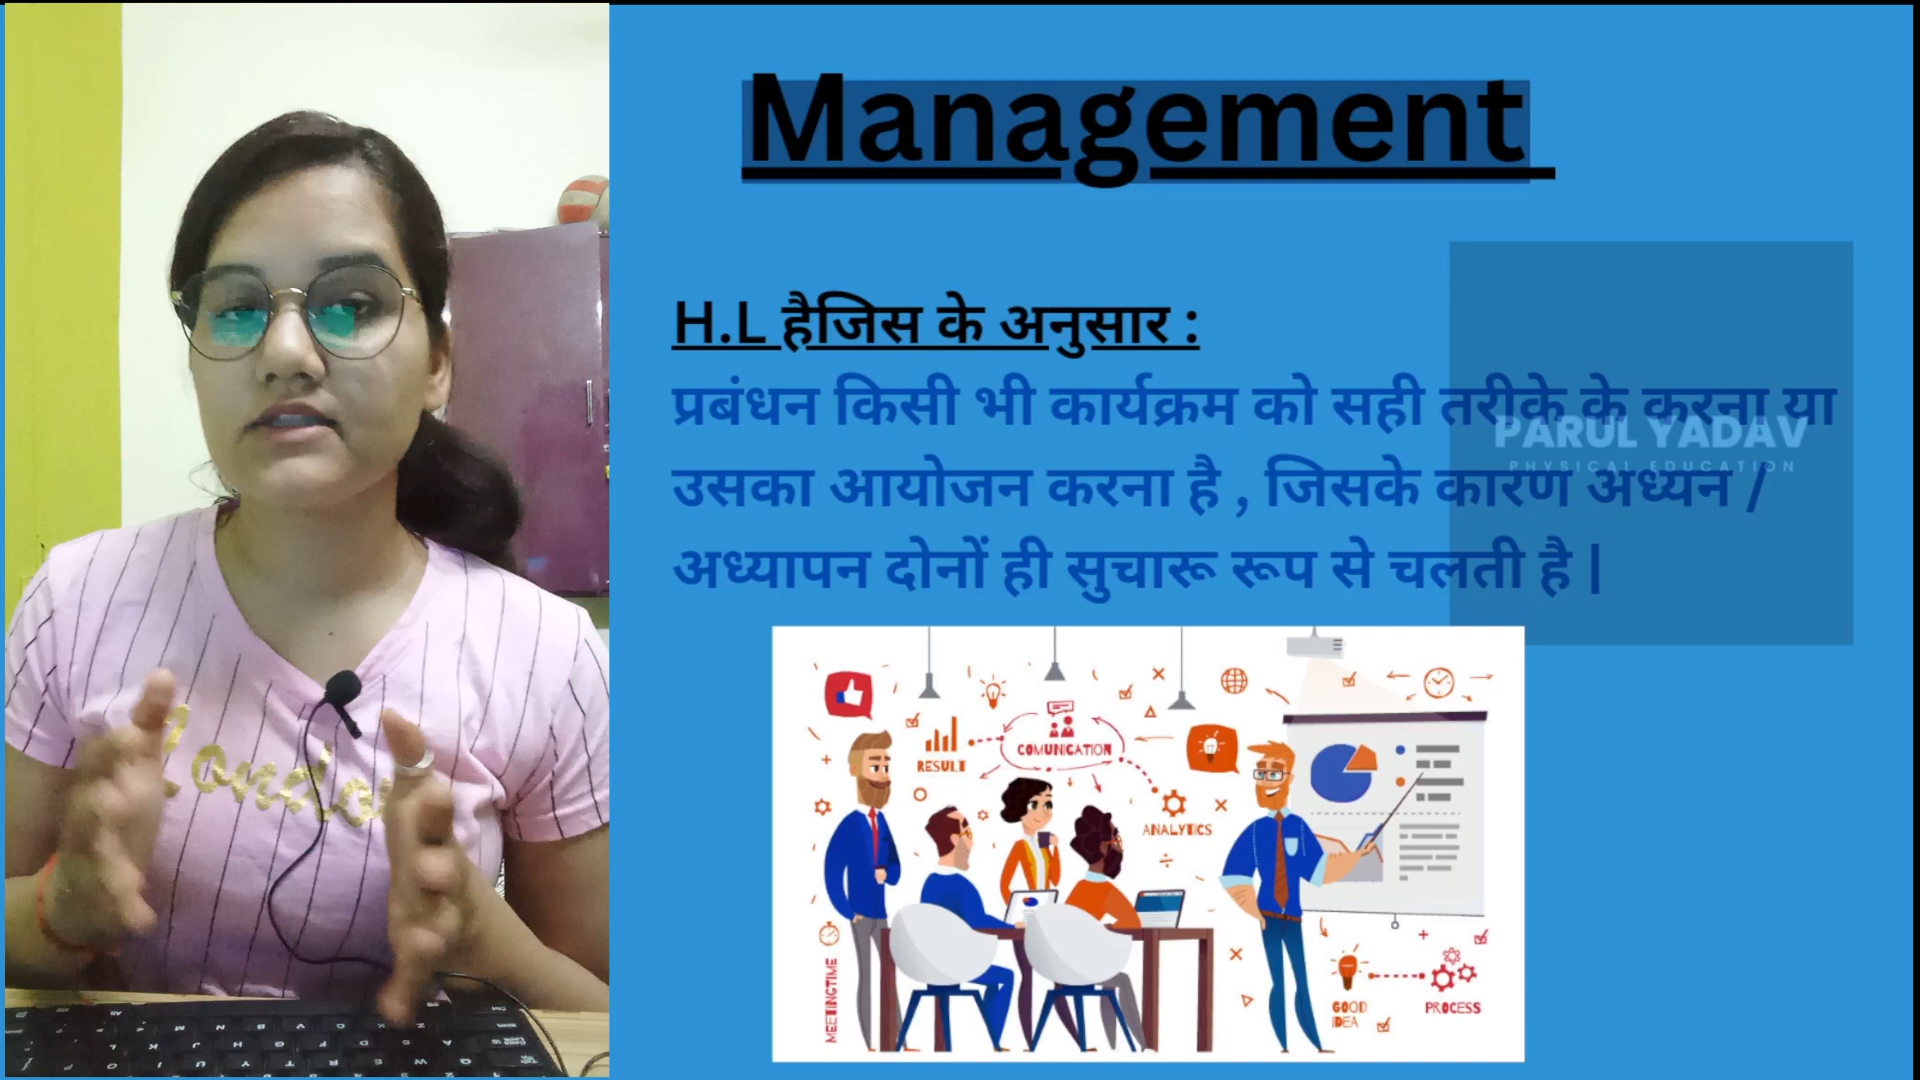 Management
H.L हैजिस के अनुसार :
प्रबंधन किसी भी कार्यक्रम को सही तरीके के करना या
उसका आयोजन करना है , जिसके कारण अध्यन /
अध्यापन दोनों ही सुचारू रूप से चलती है |
PARUL YADAV
PHYSICAL EDUCATION
London
COMUNICATION
RESULT
ANALYTICS
MEETINGTIME
GOOD
IDEA
PROCESS